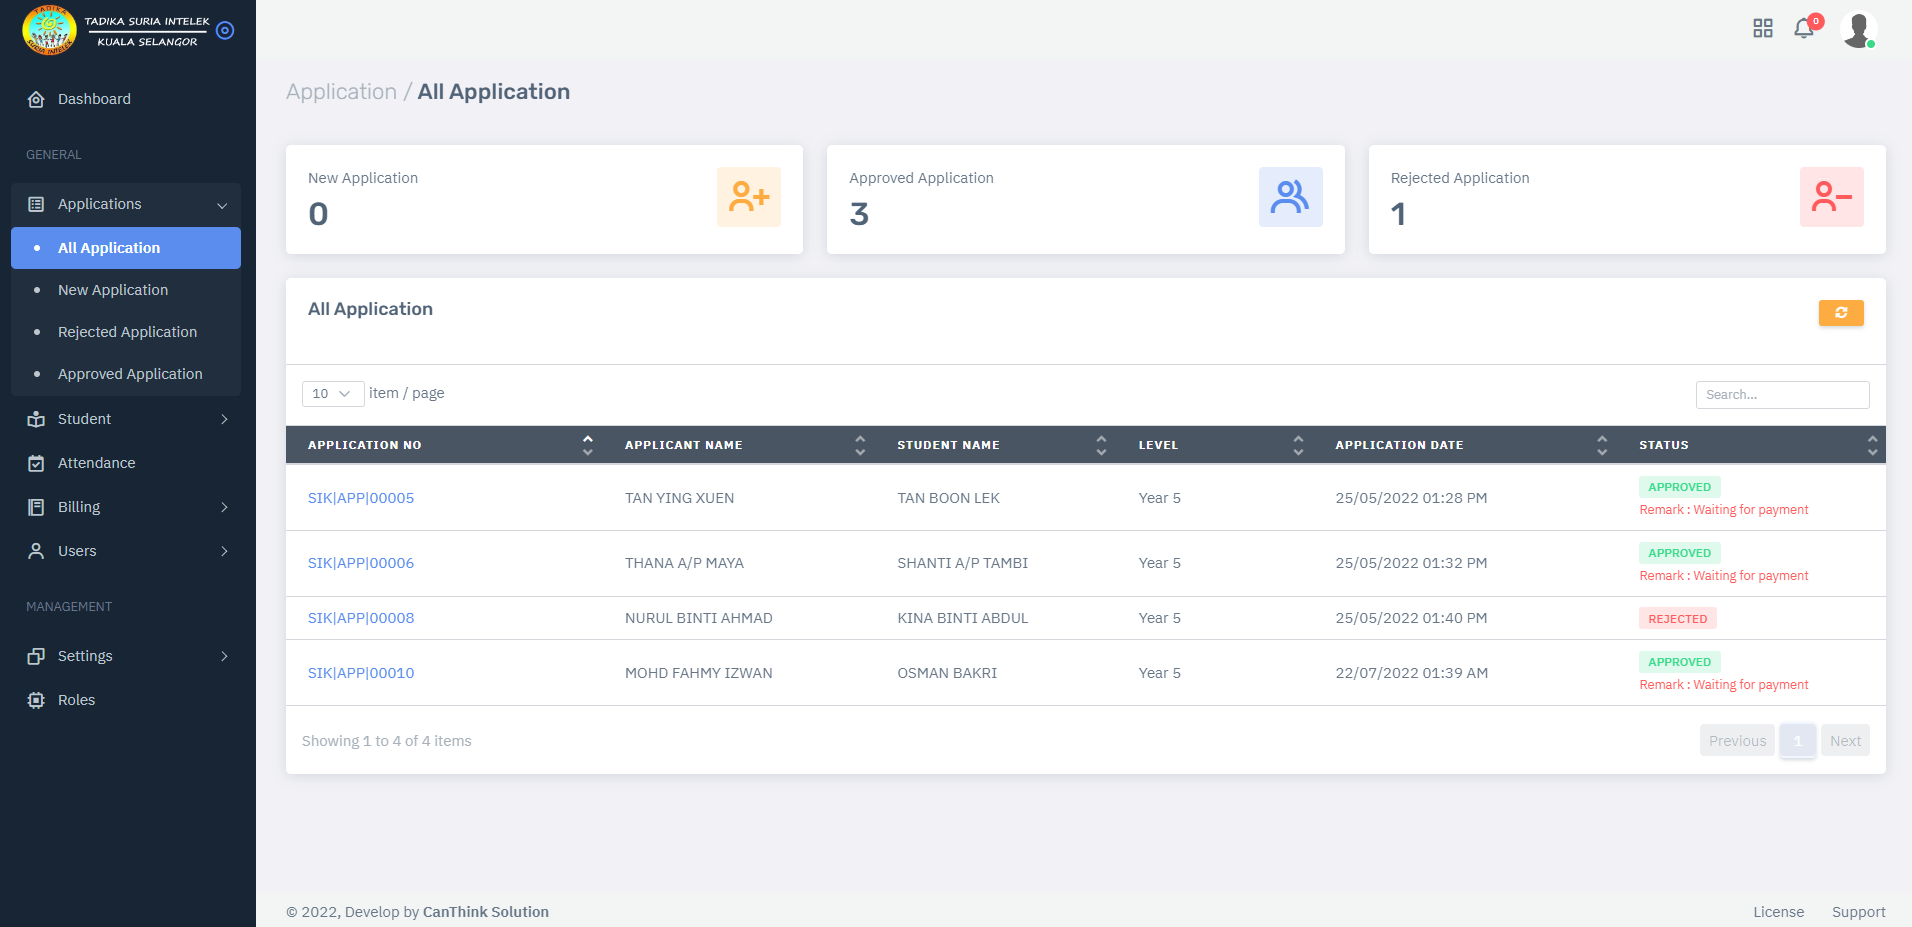 TADIKA
SURIA INTELEK
TADIKA SURIA INTELEK
KUALA SELANGOR
0
Dashboard
GENERAL
Applications
All Application
New Application
Rejected Application
Approved Application
Student
Attendance
Billing
Users
MANAGEMENT
Settings
Roles
Application / All Application
New Application
0
Approved Application
3
Rejected Application
1
All Application
10 item / page
Search...
APPLICATION NO APPLICANT NAME STUDENT NAME LEVEL APPLICATION DATE STATUS
SIK|APP|00005 TAN YING XUEN TAN BOON LEK Year 5 25/05/2022 01:28 PM APPROVED
Remark : Waiting for payment
SIK|APP|00006 THANA A/P MAYA SHANTI A/P TAMBI Year 5 25/05/2022 01:32 PM APPROVED
Remark : Waiting for payment
SIK|APP|00008 NURUL BINTI AHMAD KINA BINTI ABDUL Year 5 25/05/2022 01:40 PM REJECTED
SIK|APP|00010 MOHD FAHMY IZWAN OSMAN BAKRI Year 5 22/07/2022 01:39 AM APPROVED
Remark : Waiting for payment
Showing 1 to 4 of 4 items
Previous 1 Next
© 2022, Develop by CanThink Solution
License Support